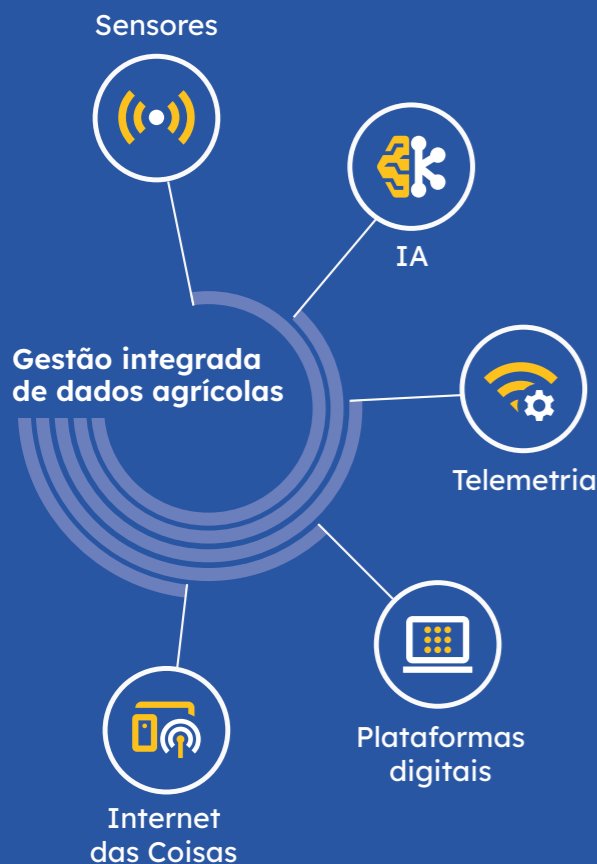 Sensores
IA
Gestão integrada
de dados agrícolas
Telemetria
Plataformas
digitais
Internet
das Coisas